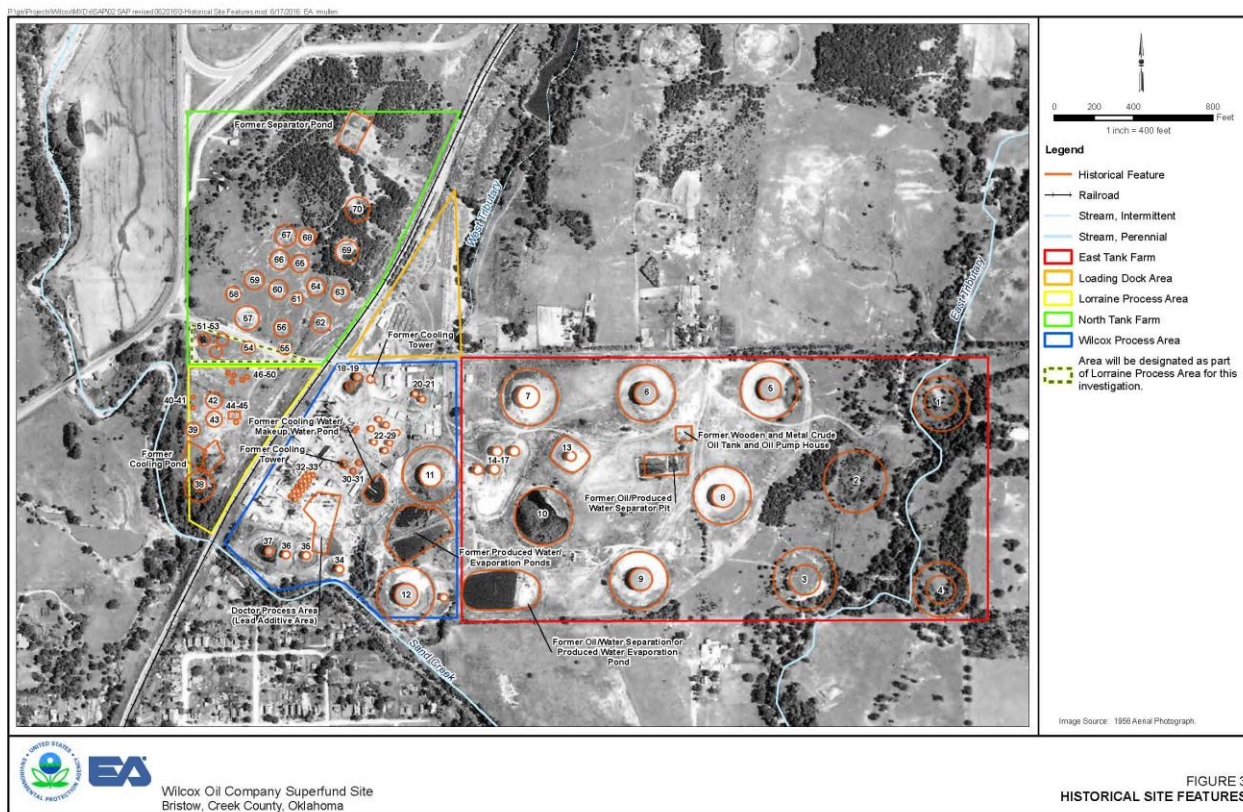 P:\gis\Projects\Wilcox\MXDs\SAP\02 SAP revised 062016\3-Historical Site Features.mxd 6/17/2016 EA rmullen
Former Separator Pond
West Tributary
East Tributary
70
67
68
69
66
65
59
60
64
58
61
63
57
56
62
51-53
54
55
Former Cooling
Tower
18-19
46-50
20-21
40-41
42
44-45
43
39
Former Cooling Water/
Makeup Water Pond
22-29
Former Cooling
Tower
Former
Cooling Pond
38
32-33
30-31
11
37
36
35
34
12
Former Produced Water/
Evaporation Ponds
Doctor Process Area
(Lead Additive Area)
Sand Creek
7
6
5
1
Former Wooden and Metal Crude
Oil Tank and Oil Pump House
13
14-17
2
8
10
Former Oil/Produced
Water Separator Pit
9
3
4
Former Oil/Water Separation or
Produced Water Evaporation
Pond
0 200 400 800
Feet
1 inch = 400 feet
Legend
Historical Feature
Railroad
Stream, Intermittent
Stream, Perennial
East Tank Farm
Loading Dock Area
Lorraine Process Area
North Tank Farm
Wilcox Process Area
Area will be designated as part
of Lorraine Process Area for this
investigation.
Image Source: 1956 Aerial Photograph.
UNITED STATES
ENVIRONMENTAL PROTECTION AGENCY
EA
Wilcox Oil Company Superfund Site
Bristow, Creek County, Oklahoma
FIGURE 3
HISTORICAL SITE FEATURES